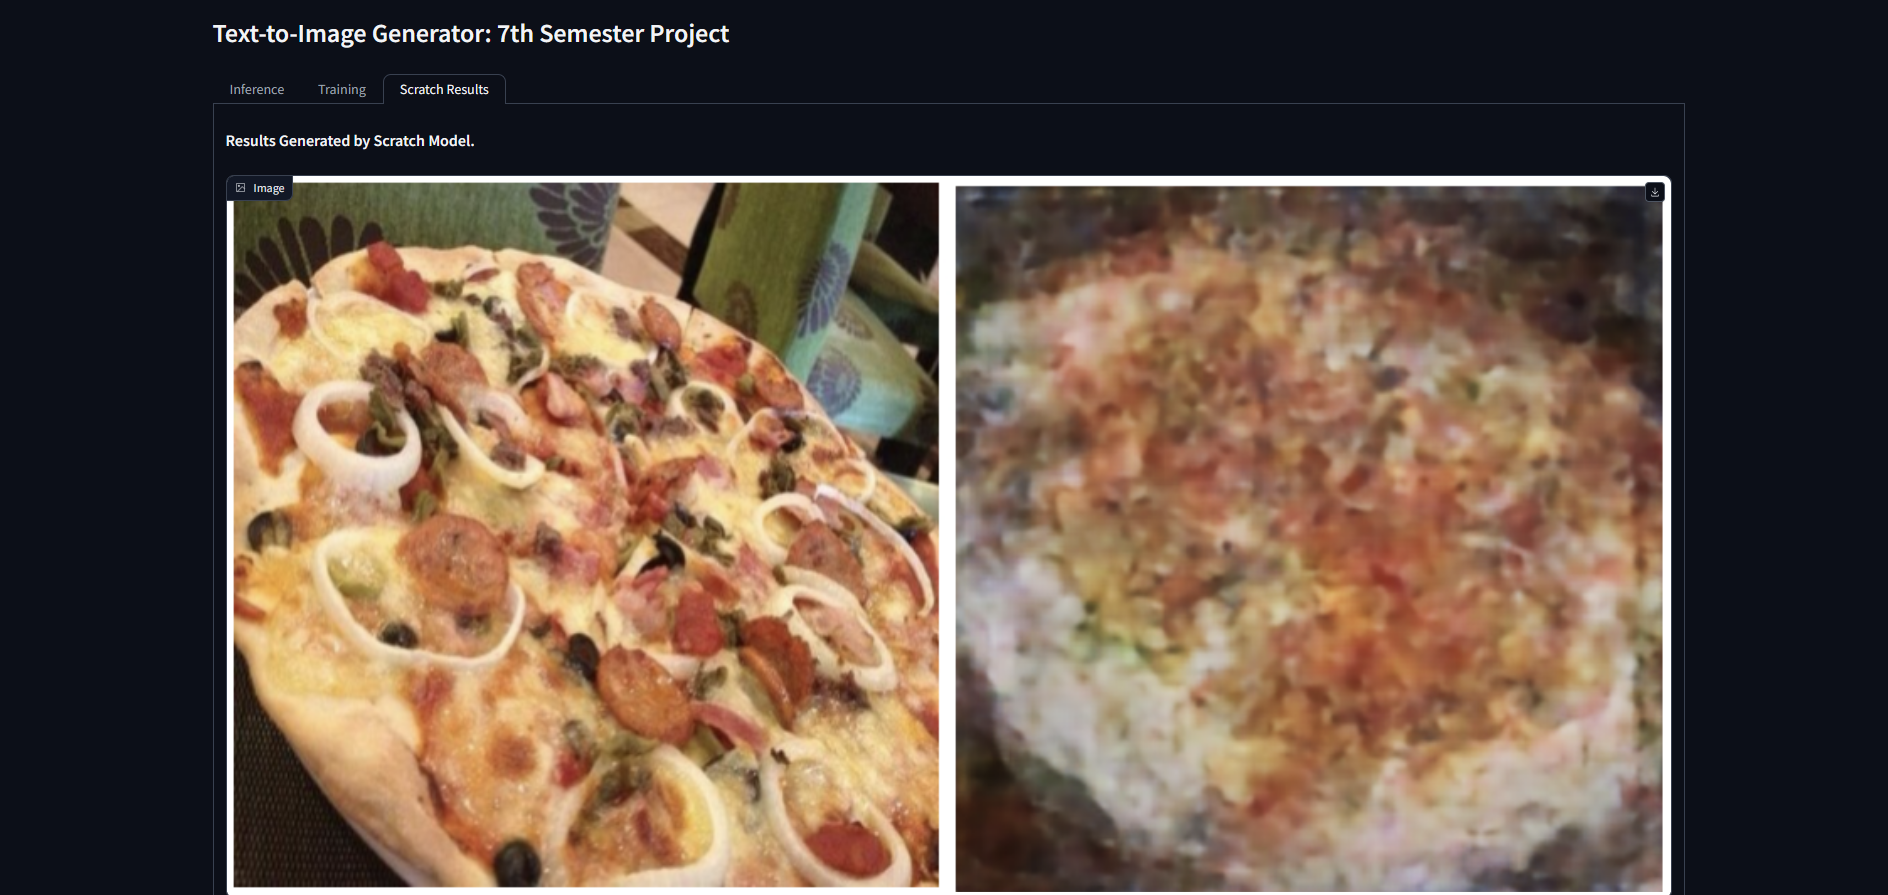 Text-to-Image Generator: 7th Semester Project
Inference
Training
Scratch Results
Results Generated by Scratch Model.
Image